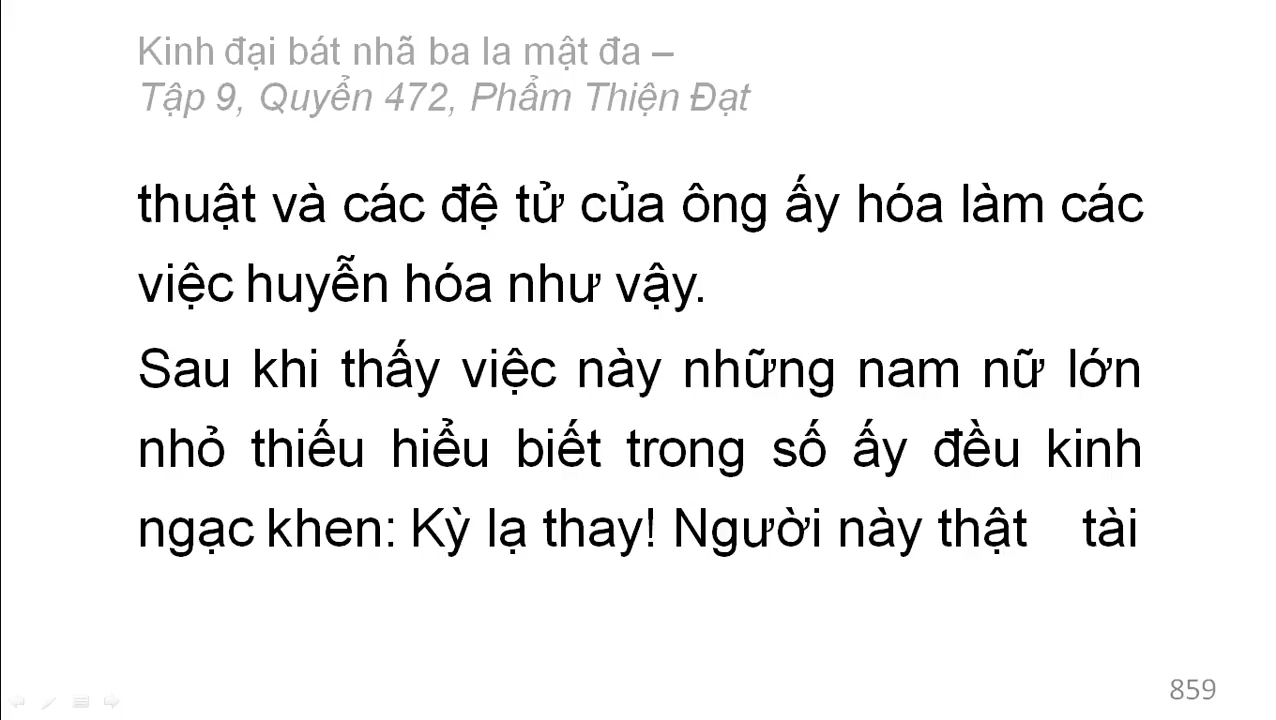 Kinh đại bát nhã ba la mật đa –
Tập 9, Quyển 472, Phẩm Thiện Đạt
thuật và các đệ tử của ông ấy hóa làm các
việc huyễn hóa như vậy.
Sau khi thấy việc này những nam nữ lớn
nhỏ thiếu hiểu biết trong số ấy đều kinh
ngạc khen: Kỳ lạ thay! Người này thật tài
859